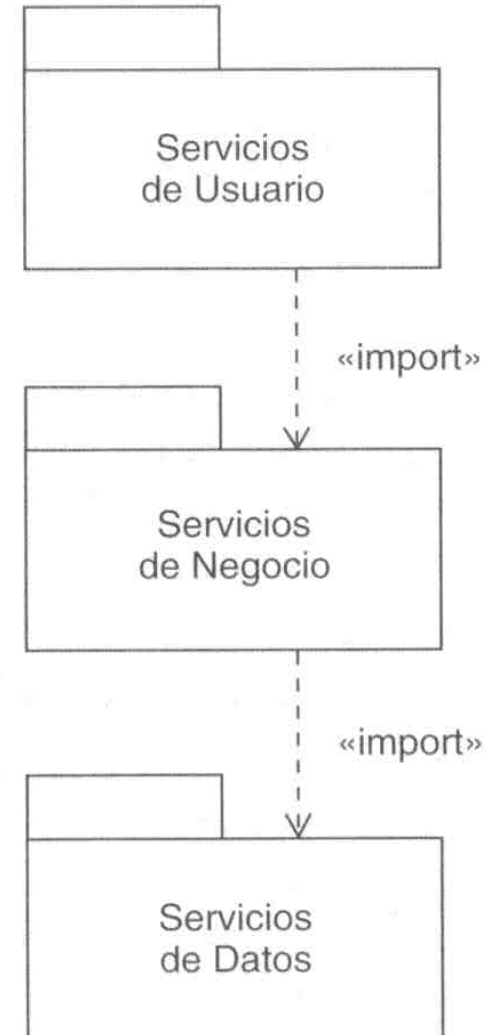 Servicios
de Usuario
«import»
Servicios
de Negocio
«import»
Servicios
de Datos